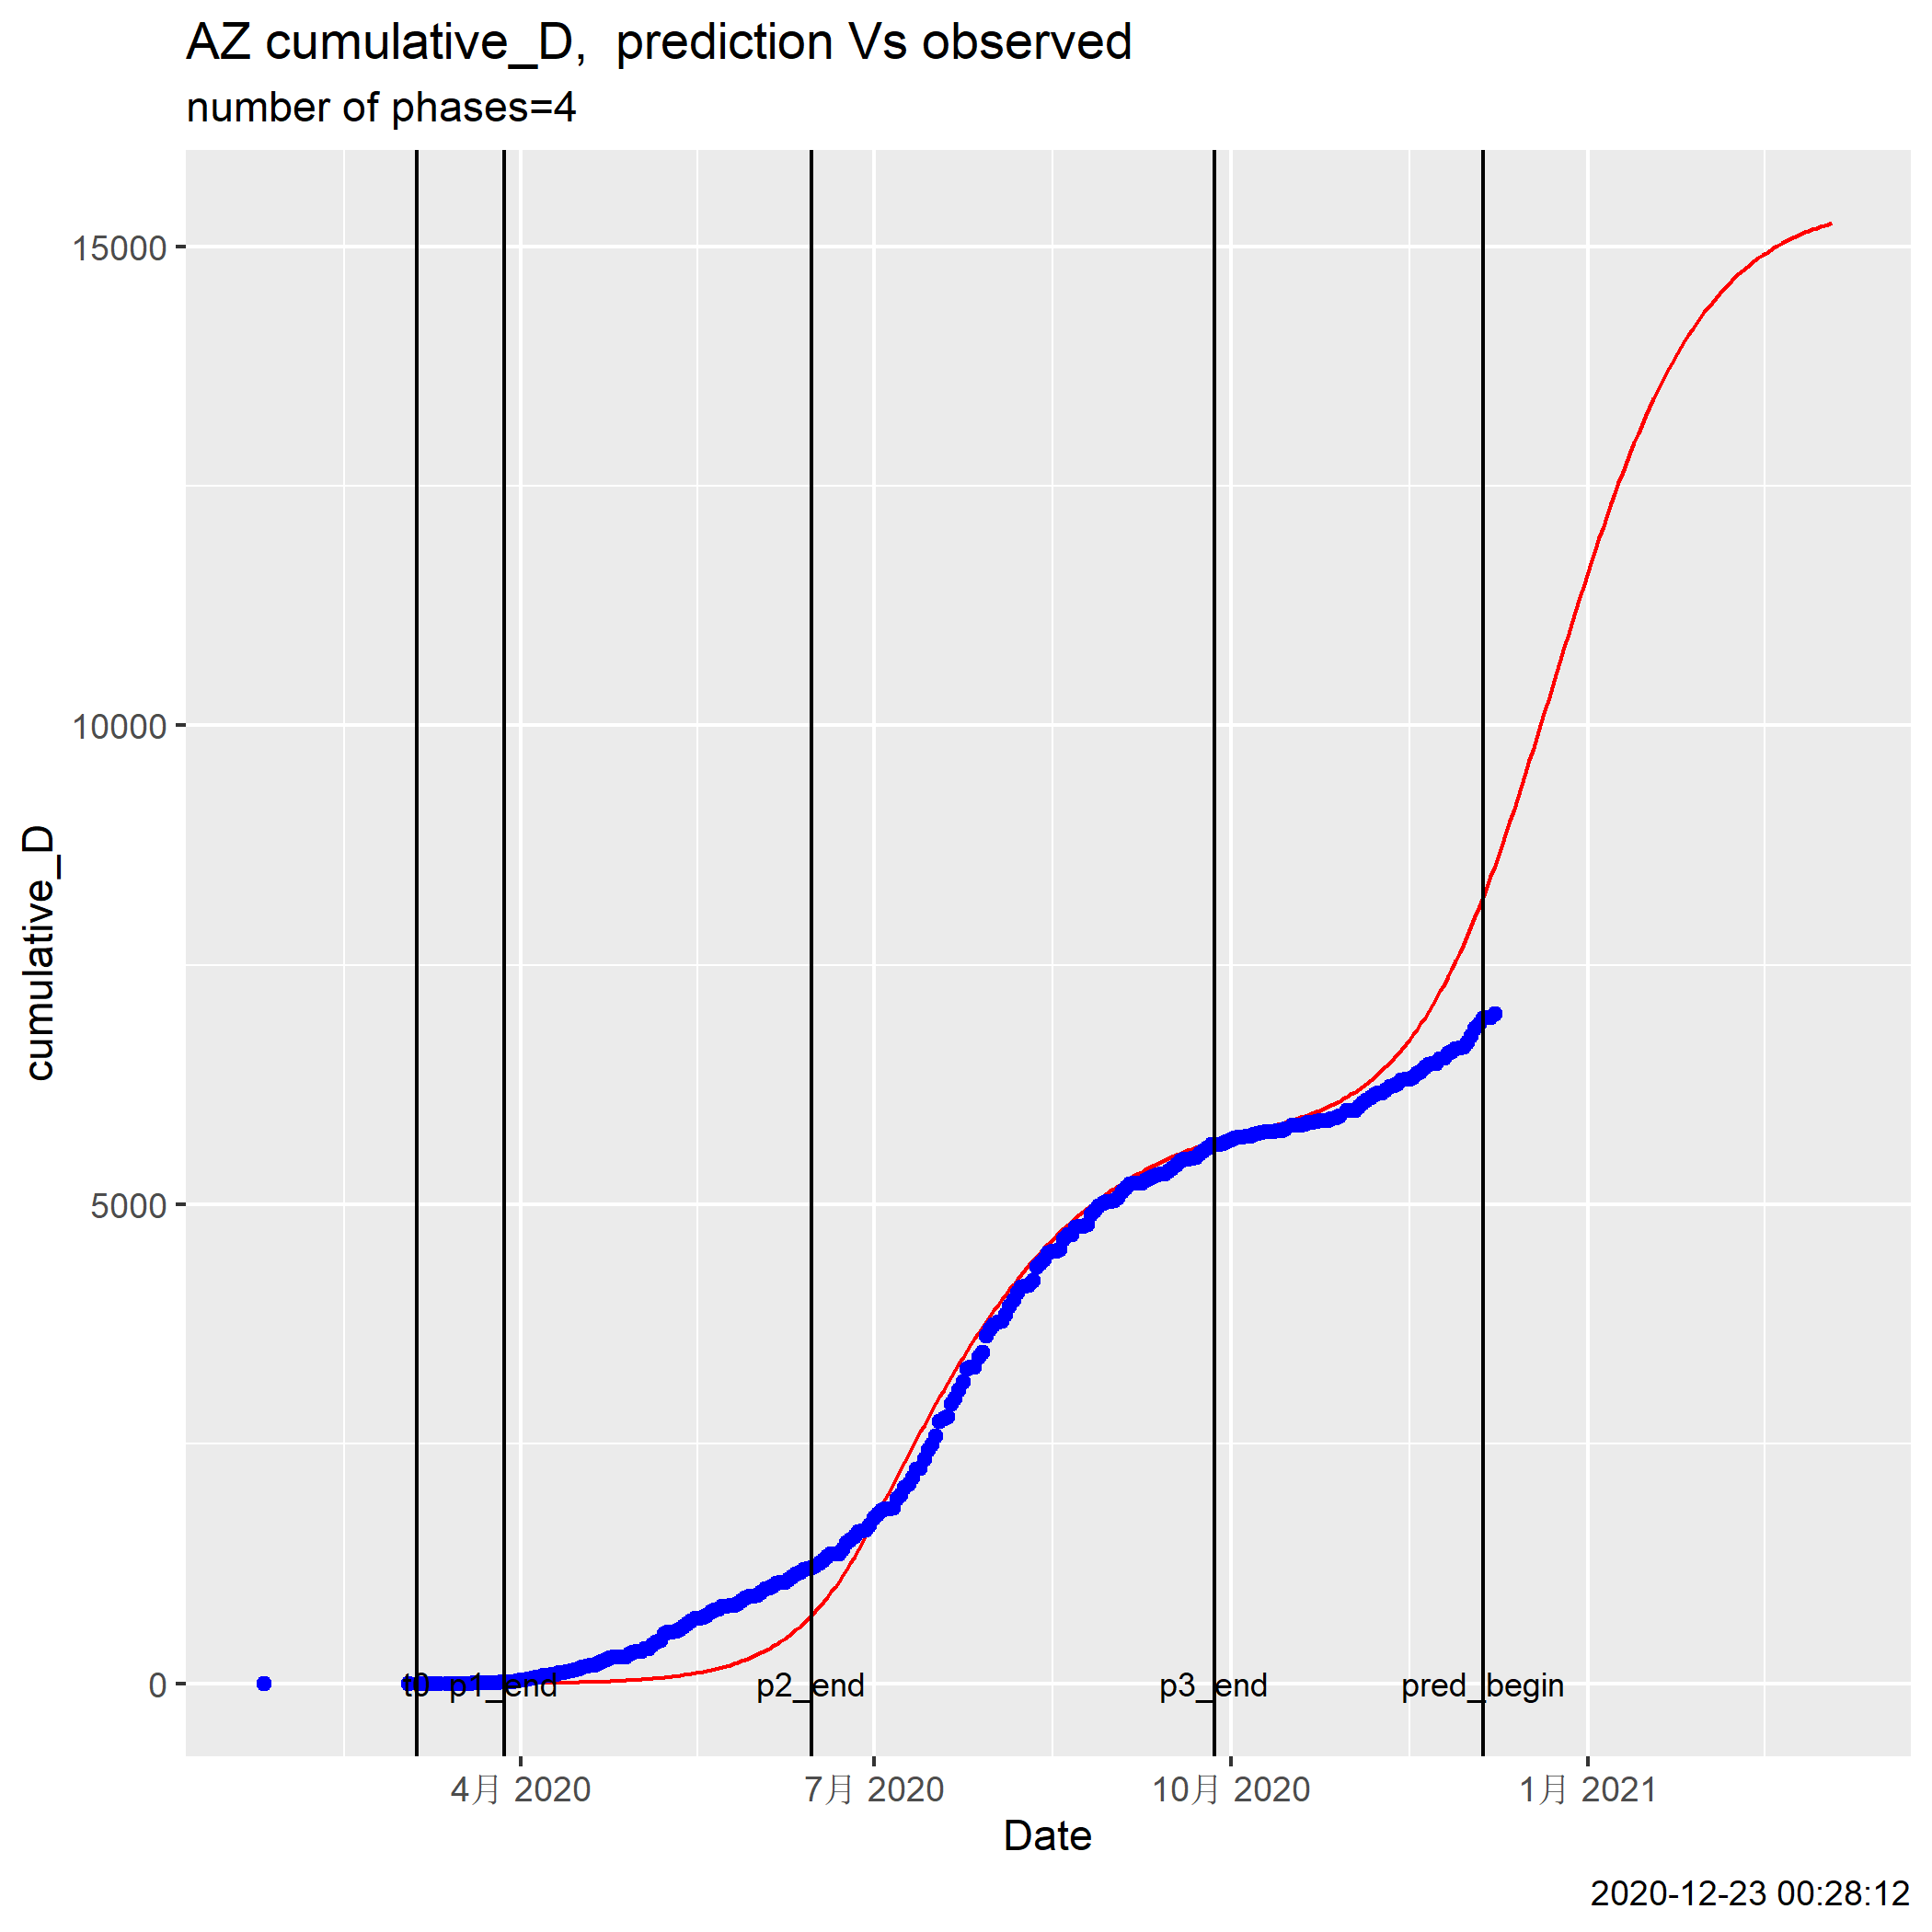 AZ cumulative_D,  prediction Vs observed
number of phases=4
cumulative_D
15000
10000
5000
0
t0 p1_end p2_end p3_end pred_begin
4月 2020 7月 2020 10月 2020 1月 2021
Date
2020-12-23 00:28:12